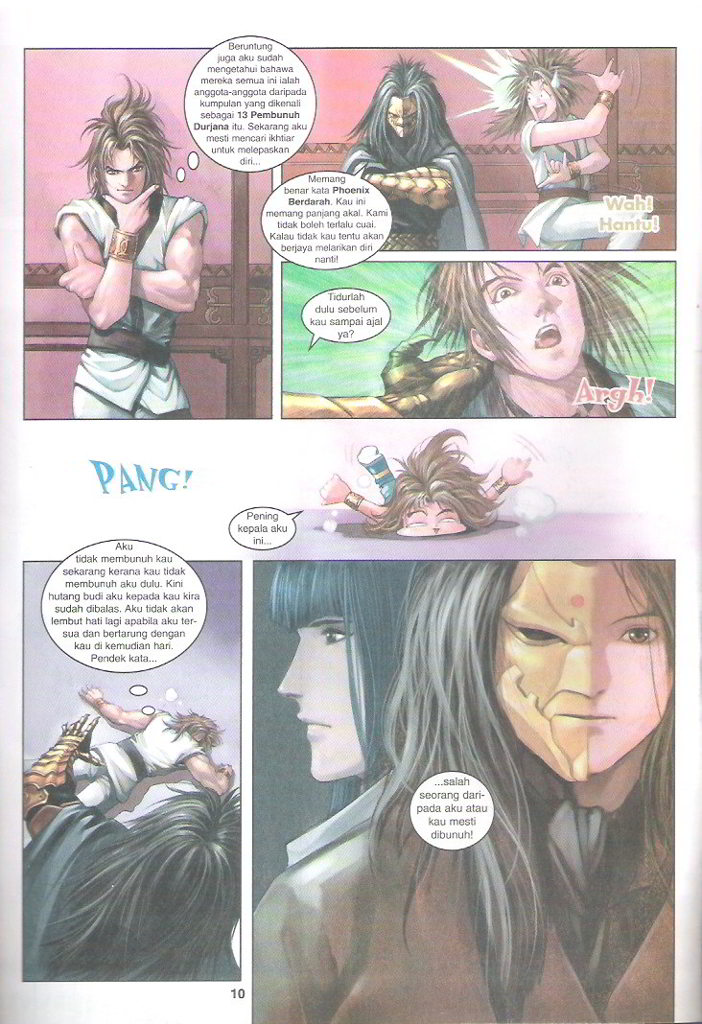 Beruntung
juga aku sudah
mengetahui bahawa
mereka semua ini ialah
anggota-anggota daripada
kumpulan yang dikenali
sebagai 13 Pembunuh
Durjana itu. Sekarang aku
mesti mencari ikhtiar
untuk melepaskan
diri...
Memang
benar kata Phoenix
Berdarah. Kau ini
memang panjang akal. Kami
tidak boleh terlalu cuai.
Kalau tidak kau tentu akan
berjaya melarikan diri
nanti!
Wah!
Hantu!
Tidurlah
dulu sebelum
kau sampai ajal
ya?
Argh!
PANG!
Pening
kepala aku
ini...
Aku
tidak membunuh kau
sekarang kerana kau tidak
membunuh aku dulu. Kini
hutang budi aku kepada kau kira
sudah dibalas. Aku tidak akan
lembut hati lagi apabila aku ter-
sua dan bertarung dengan
kau di kemudian hari.
Pendek kata...
...salah
seorang dari-
pada aku atau
kau mesti
dibunuh!
10